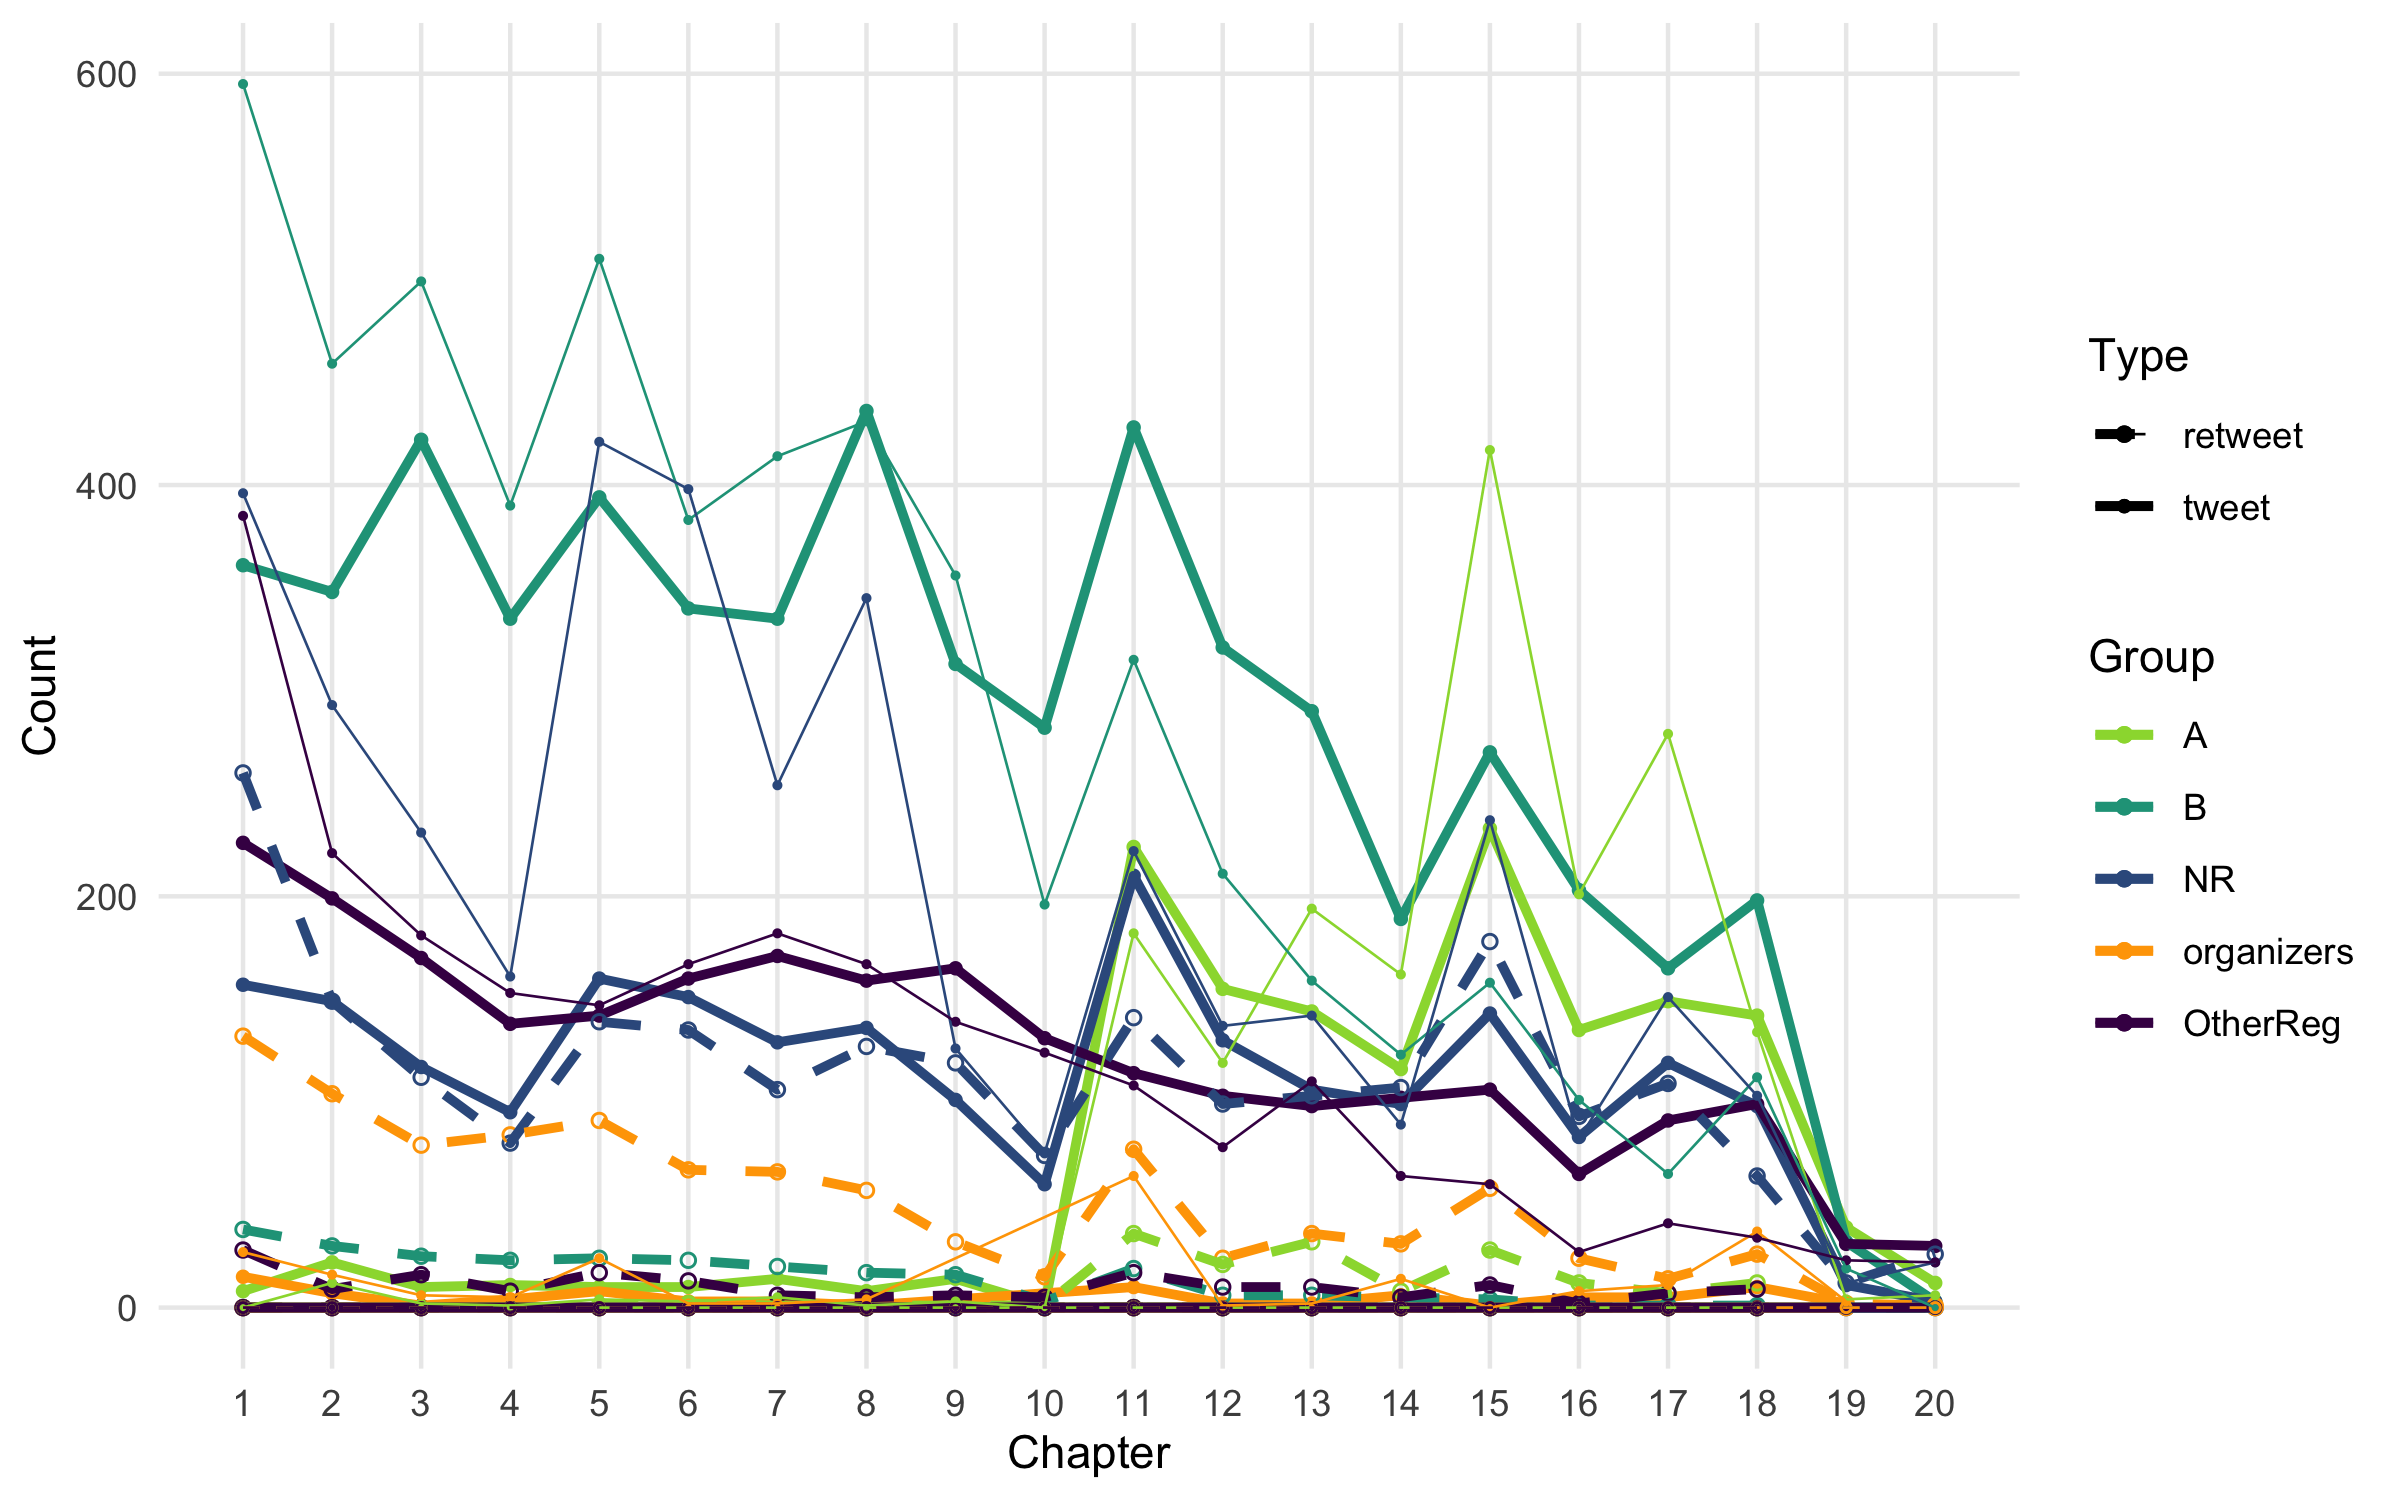 600
400
200
0
Count
1 2 3 4 5 6 7 8 9 10 11 12 13 14 15 16 17 18 19 20
Chapter
Type
retweet
tweet
Group
A
B
NR
organizers
OtherReg